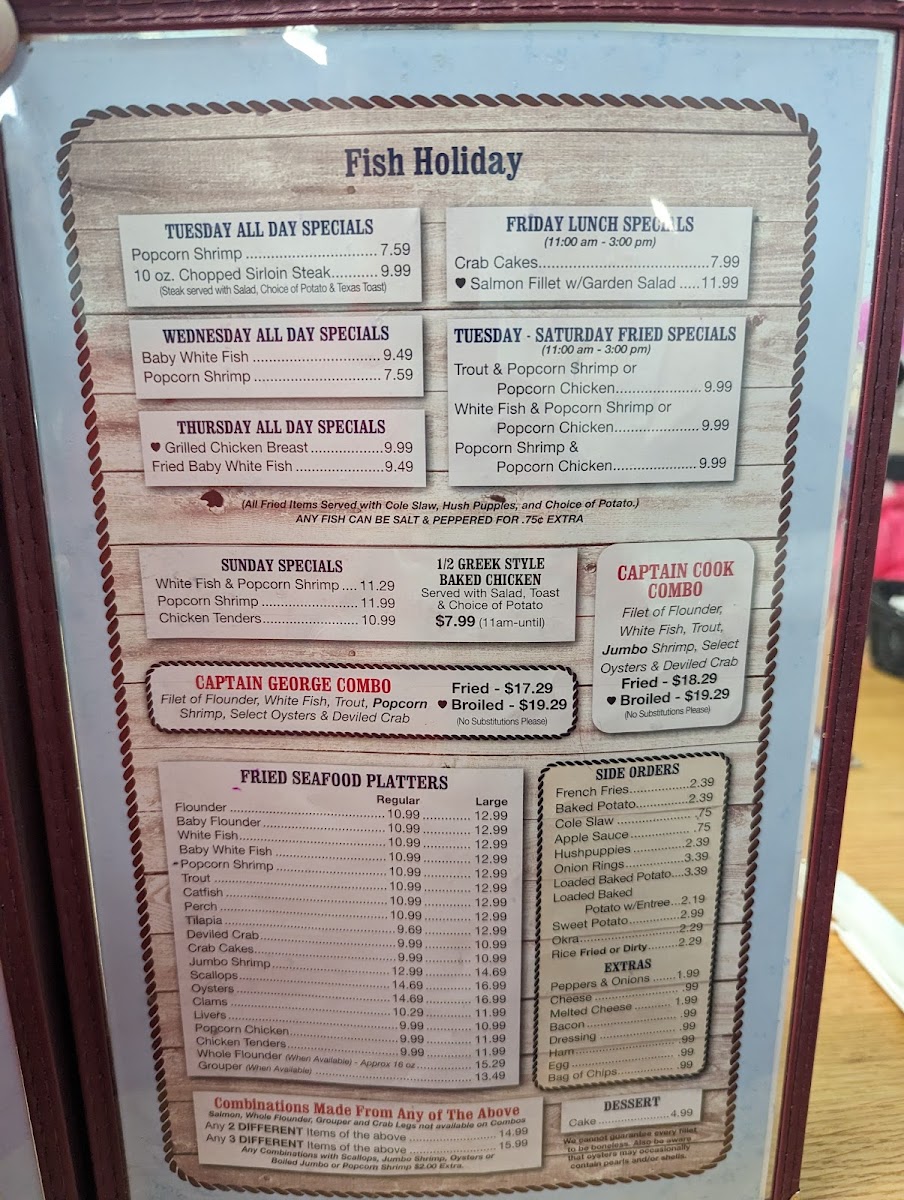 Fish Holiday
TUESDAY ALL DAY SPECIALS
Popcorn Shrimp ........ 7.59
10 oz. Chopped Sirloin Steak........ 9.99
(Steak served with Salad, Choice of Potato & Texas Toast)
WEDNESDAY ALL DAY SPECIALS
Baby White Fish ........ 9.49
Popcorn Shrimp ........ 7.59
THURSDAY ALL DAY SPECIALS
♥ Grilled Chicken Breast ........ 9.99
Fried Baby White Fish ........ 9.49
FRIDAY LUNCH SPECIALS
(11:00 am - 3:00 pm)
Crab Cakes........ 7.99
♥ Salmon Fillet w/Garden Salad ..... 11.99
TUESDAY - SATURDAY FRIED SPECIALS
(11:00 am - 3:00 pm)
Trout & Popcorn Shrimp or
Popcorn Chicken........ 9.99
White Fish & Popcorn Shrimp or
Popcorn Chicken........ 9.99
Popcorn Shrimp &
Popcorn Chicken........ 9.99
(All Fried Items Served with Cole Slaw, Hush Puppies, and Choice of Potato.)
ANY FISH CAN BE SALT & PEPPERED FOR .75¢ EXTRA
SUNDAY SPECIALS
White Fish & Popcorn Shrimp .... 11.29
Popcorn Shrimp ........ 11.99
Chicken Tenders........ 10.99
1/2 GREEK STYLE
BAKED CHICKEN
Served with Salad, Toast
& Choice of Potato
$7.99 (11am-until)
CAPTAIN COOK
COMBO
Filet of Flounder,
White Fish, Trout,
Jumbo Shrimp, Select
Oysters & Deviled Crab
Fried - $18.29
♥ Broiled - $19.29
(No Substitutions Please)
CAPTAIN GEORGE COMBO
Filet of Flounder, White Fish, Trout, Popcorn
Shrimp, Select Oysters & Deviled Crab
Fried - $17.29
♥ Broiled - $19.29
(No Substitutions Please)
FRIED SEAFOOD PLATTERS
Regular Large
Flounder ........ 10.99 ........ 12.99
Baby Flounder ........ 10.99 ........ 12.99
White Fish ........ 10.99 ........ 12.99
Baby White Fish ........ 10.99 ........ 12.99
Popcorn Shrimp ........ 10.99 ........ 12.99
Trout ........ 10.99 ........ 12.99
Catfish ........ 10.99 ........ 12.99
Perch ........ 10.99 ........ 12.99
Tilapia ........ 9.69 ........ 12.99
Deviled Crab ........ 9.99 ........ 10.99
Crab Cakes ........ 9.99 ........ 10.99
Jumbo Shrimp ........ 12.99 ........ 14.69
Scallops ........ 14.69 ........ 16.99
Oysters ........ 14.69 ........ 16.99
Clams ........ 10.29 ........ 11.99
Livers ........ 9.99 ........ 10.99
Popcorn Chicken ........ 9.99 ........ 11.99
Chicken Tenders ........ 9.99 ........ 11.99
Whole Flounder (When Available) - Approx 16 oz ........ 15.29
Grouper (When Available) ........ 13.49
SIDE ORDERS
French Fries........ 2.39
Baked Potato........ 2.39
Cole Slaw ........ .75
Apple Sauce ........ .75
Hushpuppies ........ 2.39
Onion Rings ........ 3.39
Loaded Baked Potato.... 3.39
Loaded Baked
Potato w/Entree... 2.19
Sweet Potato ........ 2.99
Okra ........ 2.29
Rice Fried or Dirty ........ 2.29
EXTRAS
Peppers & Onions ...... 1.99
Cheese ........ .99
Melted Cheese ........ 1.99
Bacon ........ .99
Dressing ........ .99
Ham ........ .99
Egg ........ .99
Bag of Chips ........ .99
Combinations Made From Any of The Above
Salmon, Whole Flounder, Grouper and Crab Legs not available on Combos
Any 2 DIFFERENT Items of the above ........ 14.99
Any 3 DIFFERENT Items of the above ........ 15.99
Any Combinations with Scallops, Jumbo Shrimp, Oysters or
Boiled Jumbo or Popcorn Shrimp $2.00 Extra.
DESSERT
Cake ........ 4.99
We cannot guarantee every fillet
to be boneless. Also be aware
that oysters may occasionally
contain pearls and/or shells.